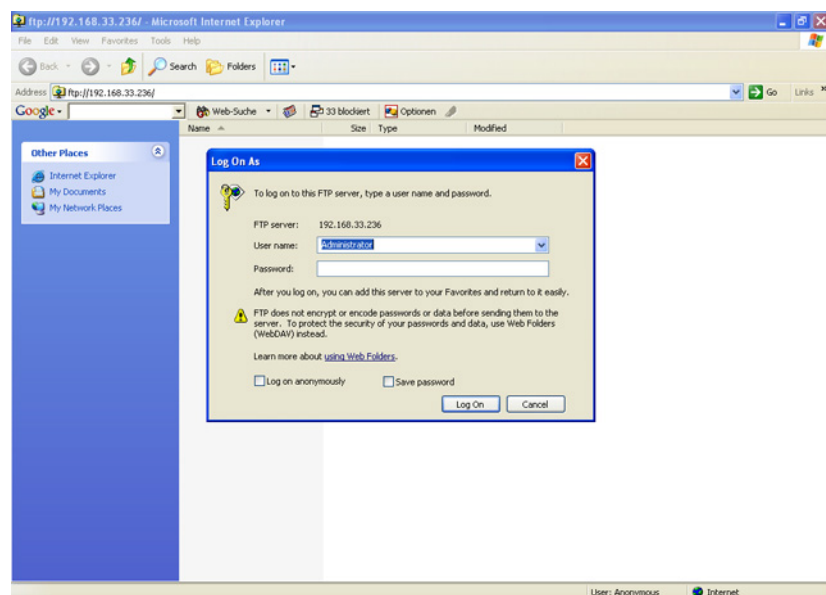 ftp://192.168.33.236/ - Microsoft Internet Explorer
File Edit View Favorites Tools Help
Back Search Folders
Address ftp://192.168.33.236/ Go Links »
Google Web-Suche 33 blockiert Optionen
Name Size Type Modified
Other Places
Internet Explorer
My Documents
My Network Places
Log On As
To log on to this FTP server, type a user name and password.
FTP server: 192.168.33.236
User name: Administrator
Password:
After you log on, you can add this server to your Favorites and return to it easily.
FTP does not encrypt or encode passwords or data before sending them to the
server. To protect the security of your passwords and data, use Web Folders
(WebDAV) instead.
Learn more about using Web Folders.
Log on anonymously Save password
Log On Cancel
User: Anonymous Internet